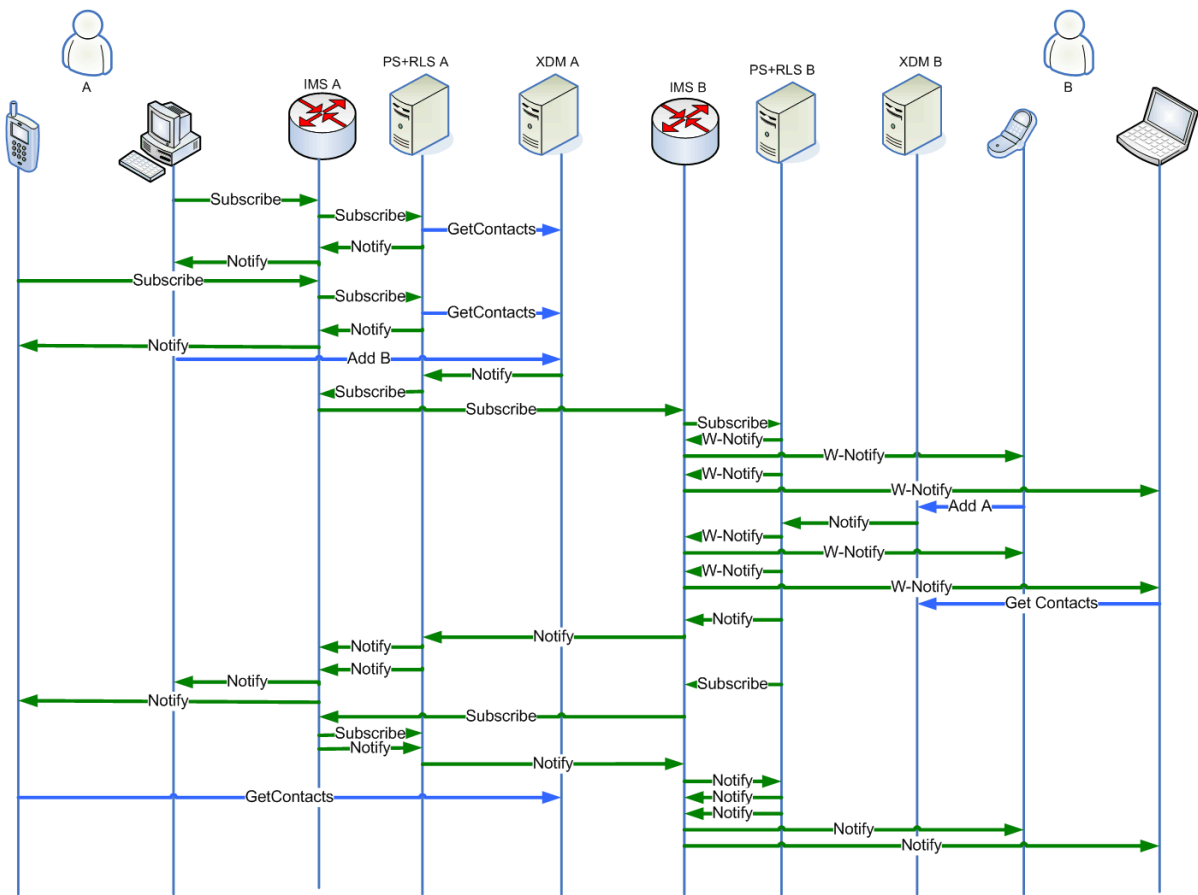 A
IMS A
PS+RLS A
XDM A
IMS B
PS+RLS B
XDM B
B
Subscribe
Subscribe
GetContacts
Notify
Notify
Subscribe
Subscribe
GetContacts
Notify
Notify
Add B
Notify
Subscribe
Subscribe
Subscribe
W-Notify
W-Notify
W-Notify
W-Notify
Add A
Notify
W-Notify
W-Notify
W-Notify
W-Notify
Get Contacts
Notify
Notify
Notify
Notify
Notify
Subscribe
Notify
Subscribe
Subscribe
Notify
Notify
Notify
GetContacts
Notify
Notify
Notify
Notify